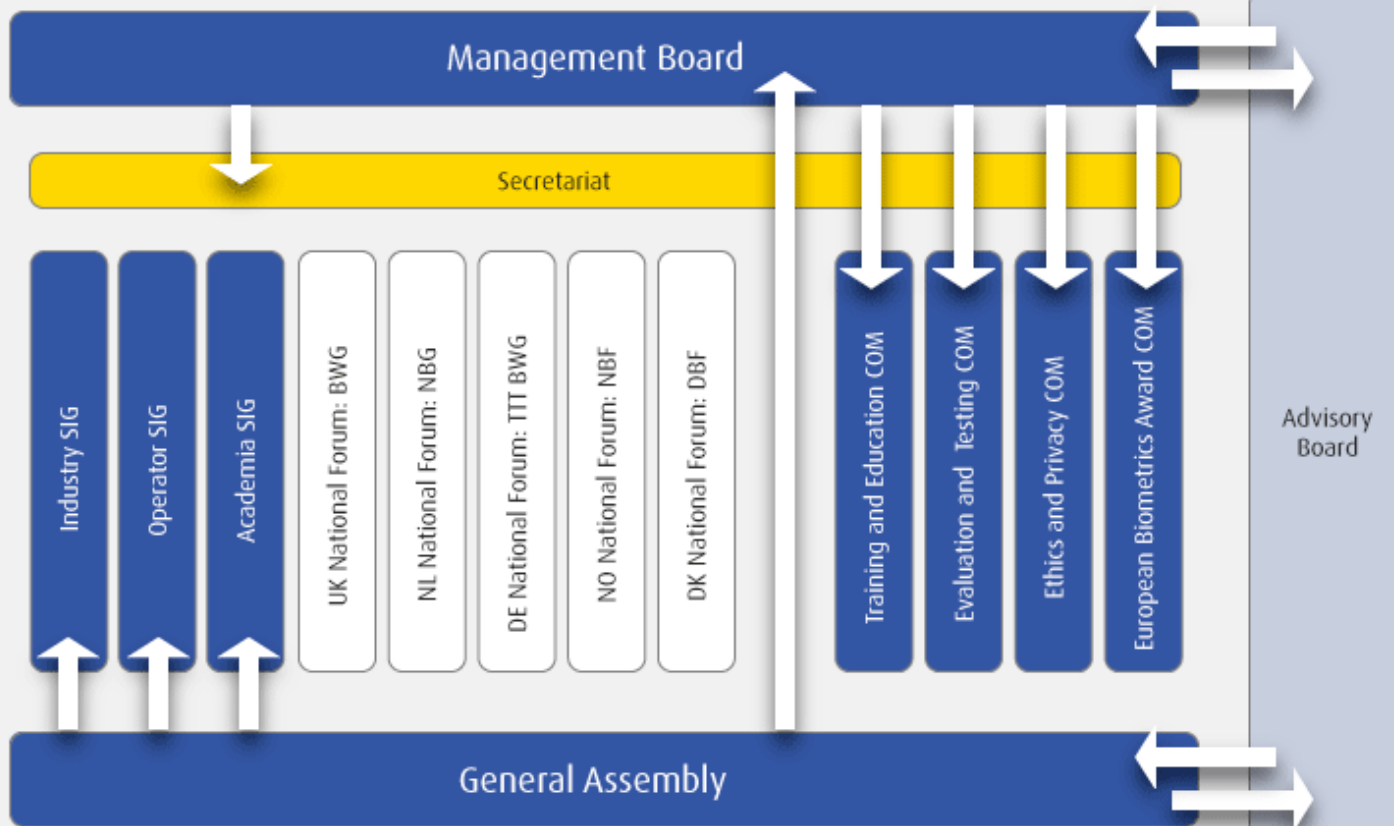 Management Board
Secretariat
Industry SIG
Operator SIG
Academia SIG
UK National Forum: BWG
NL National Forum: NBG
DE National Forum: TTT BWG
NO National Forum: NBF
DK National Forum: DBF
Training and Education COM
Evaluation and Testing COM
Ethics and Privacy COM
European Biometrics Award COM
Advisory
Board
General Assembly